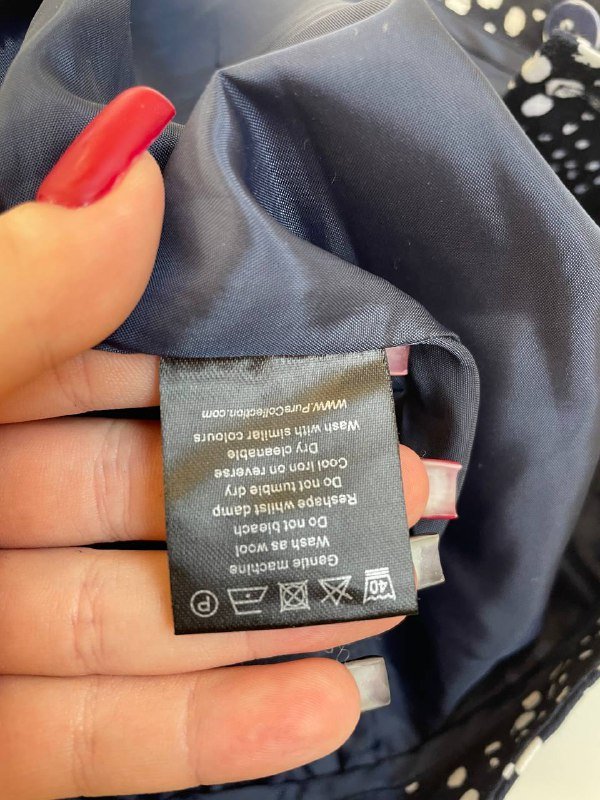 40 P
Gentle machine
Wash as wool
Do not bleach
Reshape whilst damp
Do not tumble dry
Cool Iron on reverse
Dry cleanable
Wash with similar colours
www.PursCollection.com